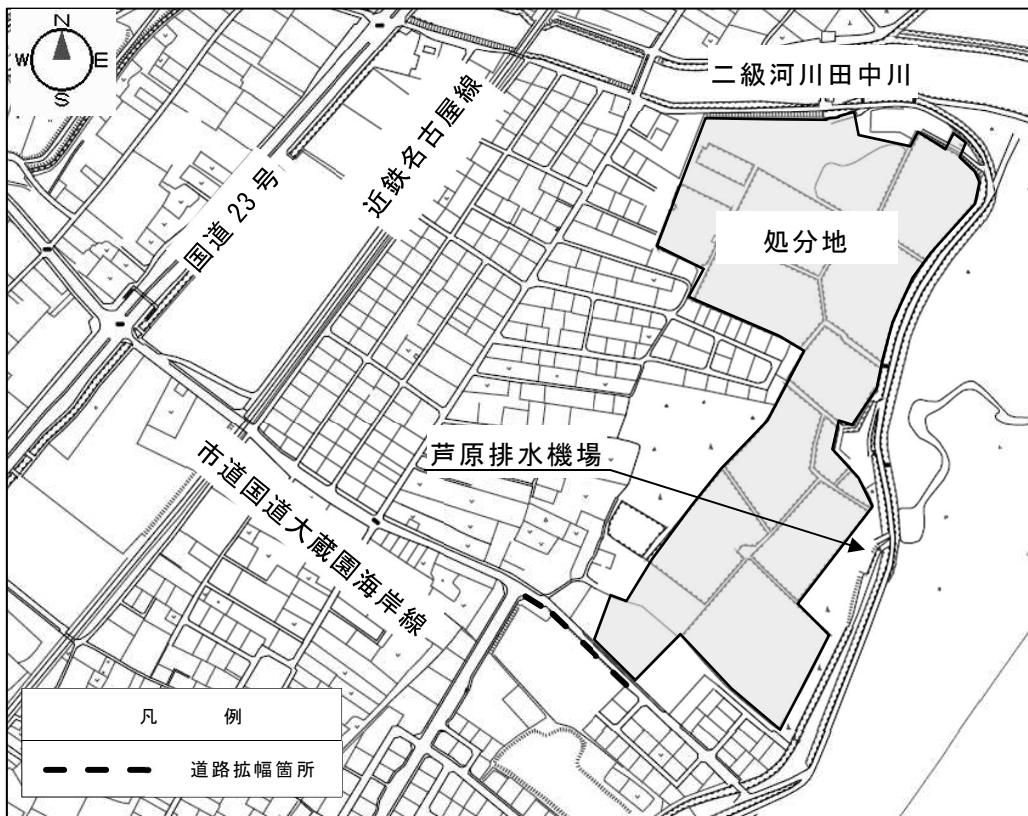 N
W E
S
二級河川田中川
近鉄名古屋線
国道 23 号
処分地
芦原排水機場
市道国道大蔵園海岸線
凡 例
道路拡幅箇所